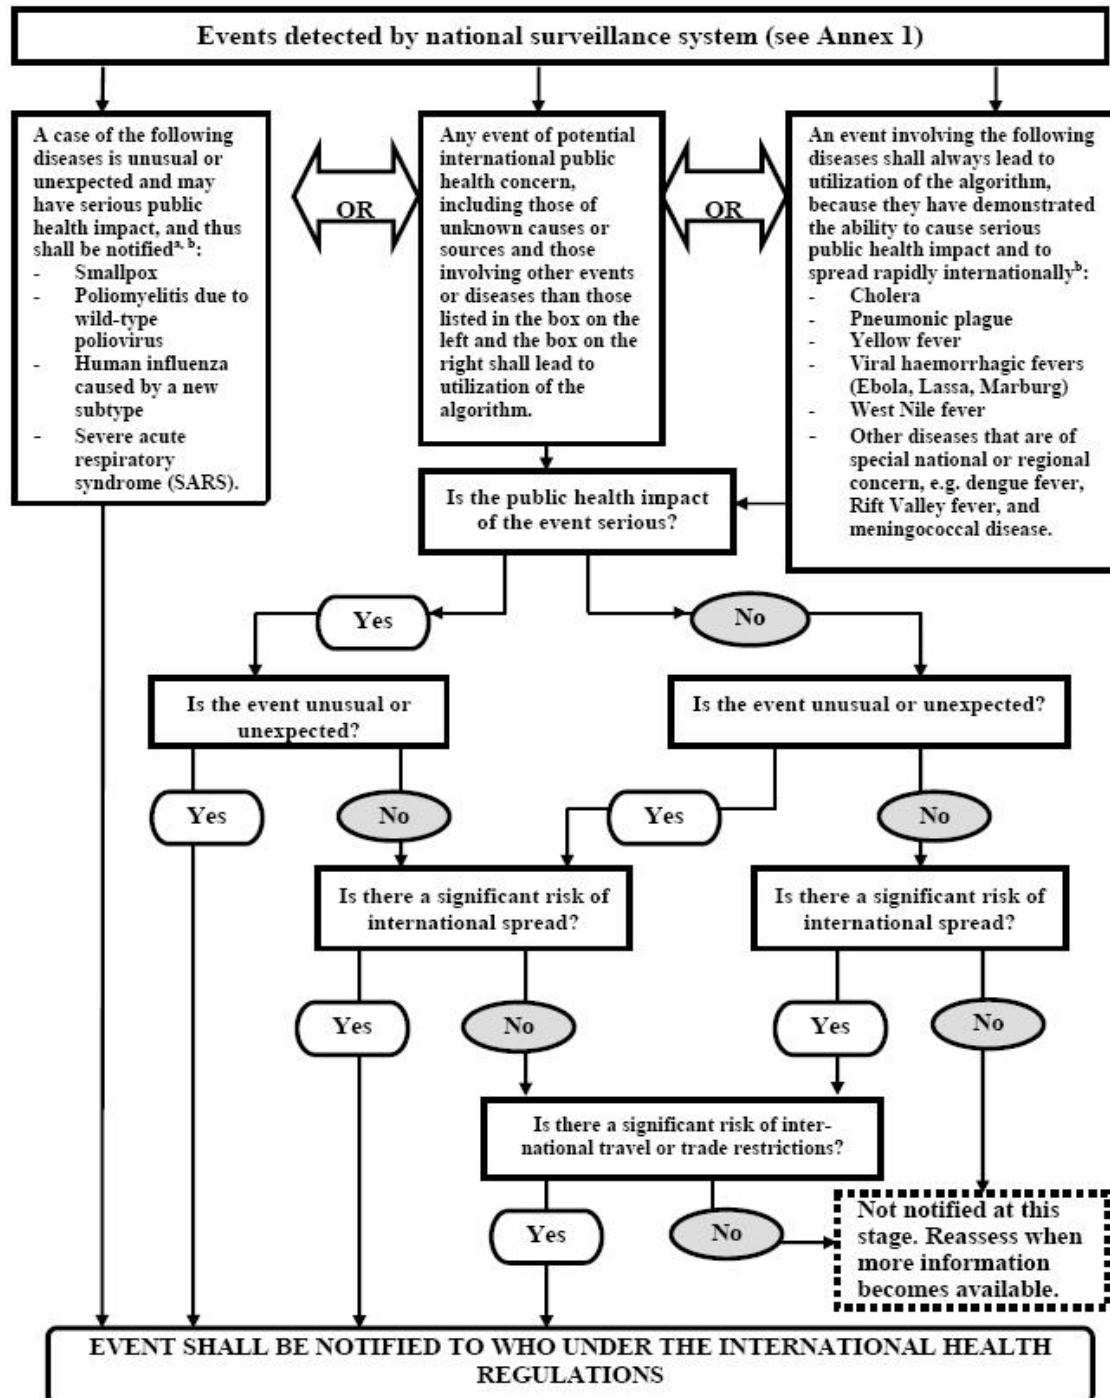 Events detected by national surveillance system (see Annex 1)
A case of the following
diseases is unusual or
unexpected and may
have serious public
health impact, and thus
shall be notifiedᵃ, ᵇ:
- Smallpox
- Poliomyelitis due to
wild-type
poliovirus
- Human influenza
caused by a new
subtype
- Severe acute
respiratory
syndrome (SARS).
OR
Any event of potential
international public
health concern,
including those of
unknown causes or
sources and those
involving other events
or diseases than those
listed in the box on the
left and the box on the
right shall lead to
utilization of the
algorithm.
OR
An event involving the following
diseases shall always lead to
utilization of the algorithm,
because they have demonstrated
the ability to cause serious
public health impact and to
spread rapidly internationallyᵇ:
- Cholera
- Pneumonic plague
- Yellow fever
- Viral haemorrhagic fevers
(Ebola, Lassa, Marburg)
- West Nile fever
- Other diseases that are of
special national or regional
concern, e.g. dengue fever,
Rift Valley fever, and
meningococcal disease.
Is the public health impact
of the event serious?
Yes
No
Is the event unusual or
unexpected?
Is the event unusual or unexpected?
Yes
No
Yes
No
Is there a significant risk of
international spread?
Is there a significant risk of
international spread?
Yes
No
Yes
No
Is there a significant risk of inter-
national travel or trade restrictions?
Yes
No
Not notified at this
stage. Reassess when
more information
becomes available.
EVENT SHALL BE NOTIFIED TO WHO UNDER THE INTERNATIONAL HEALTH
REGULATIONS